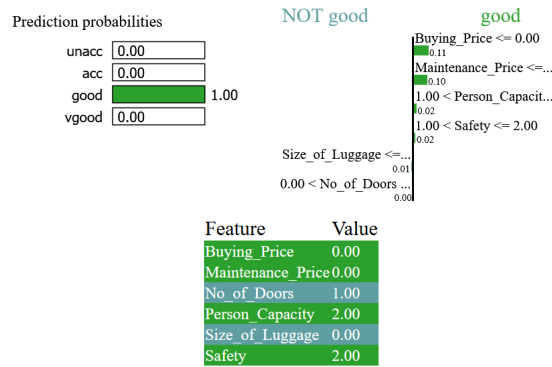 Prediction probabilities
unacc 0.00
acc 0.00
good 1.00
vgood 0.00
NOT good good
Buying_Price <= 0.00
0.11
Maintenance_Price <=...
0.10
1.00 < Person_Capacit...
0.02
1.00 < Safety <= 2.00
0.02
Size_of_Luggage <=...
0.01
0.00 < No_of_Doors ...
0.00
Feature Value
Buying_Price 0.00
Maintenance_Price 0.00
No_of_Doors 1.00
Person_Capacity 2.00
Size_of_Luggage 0.00
Safety 2.00